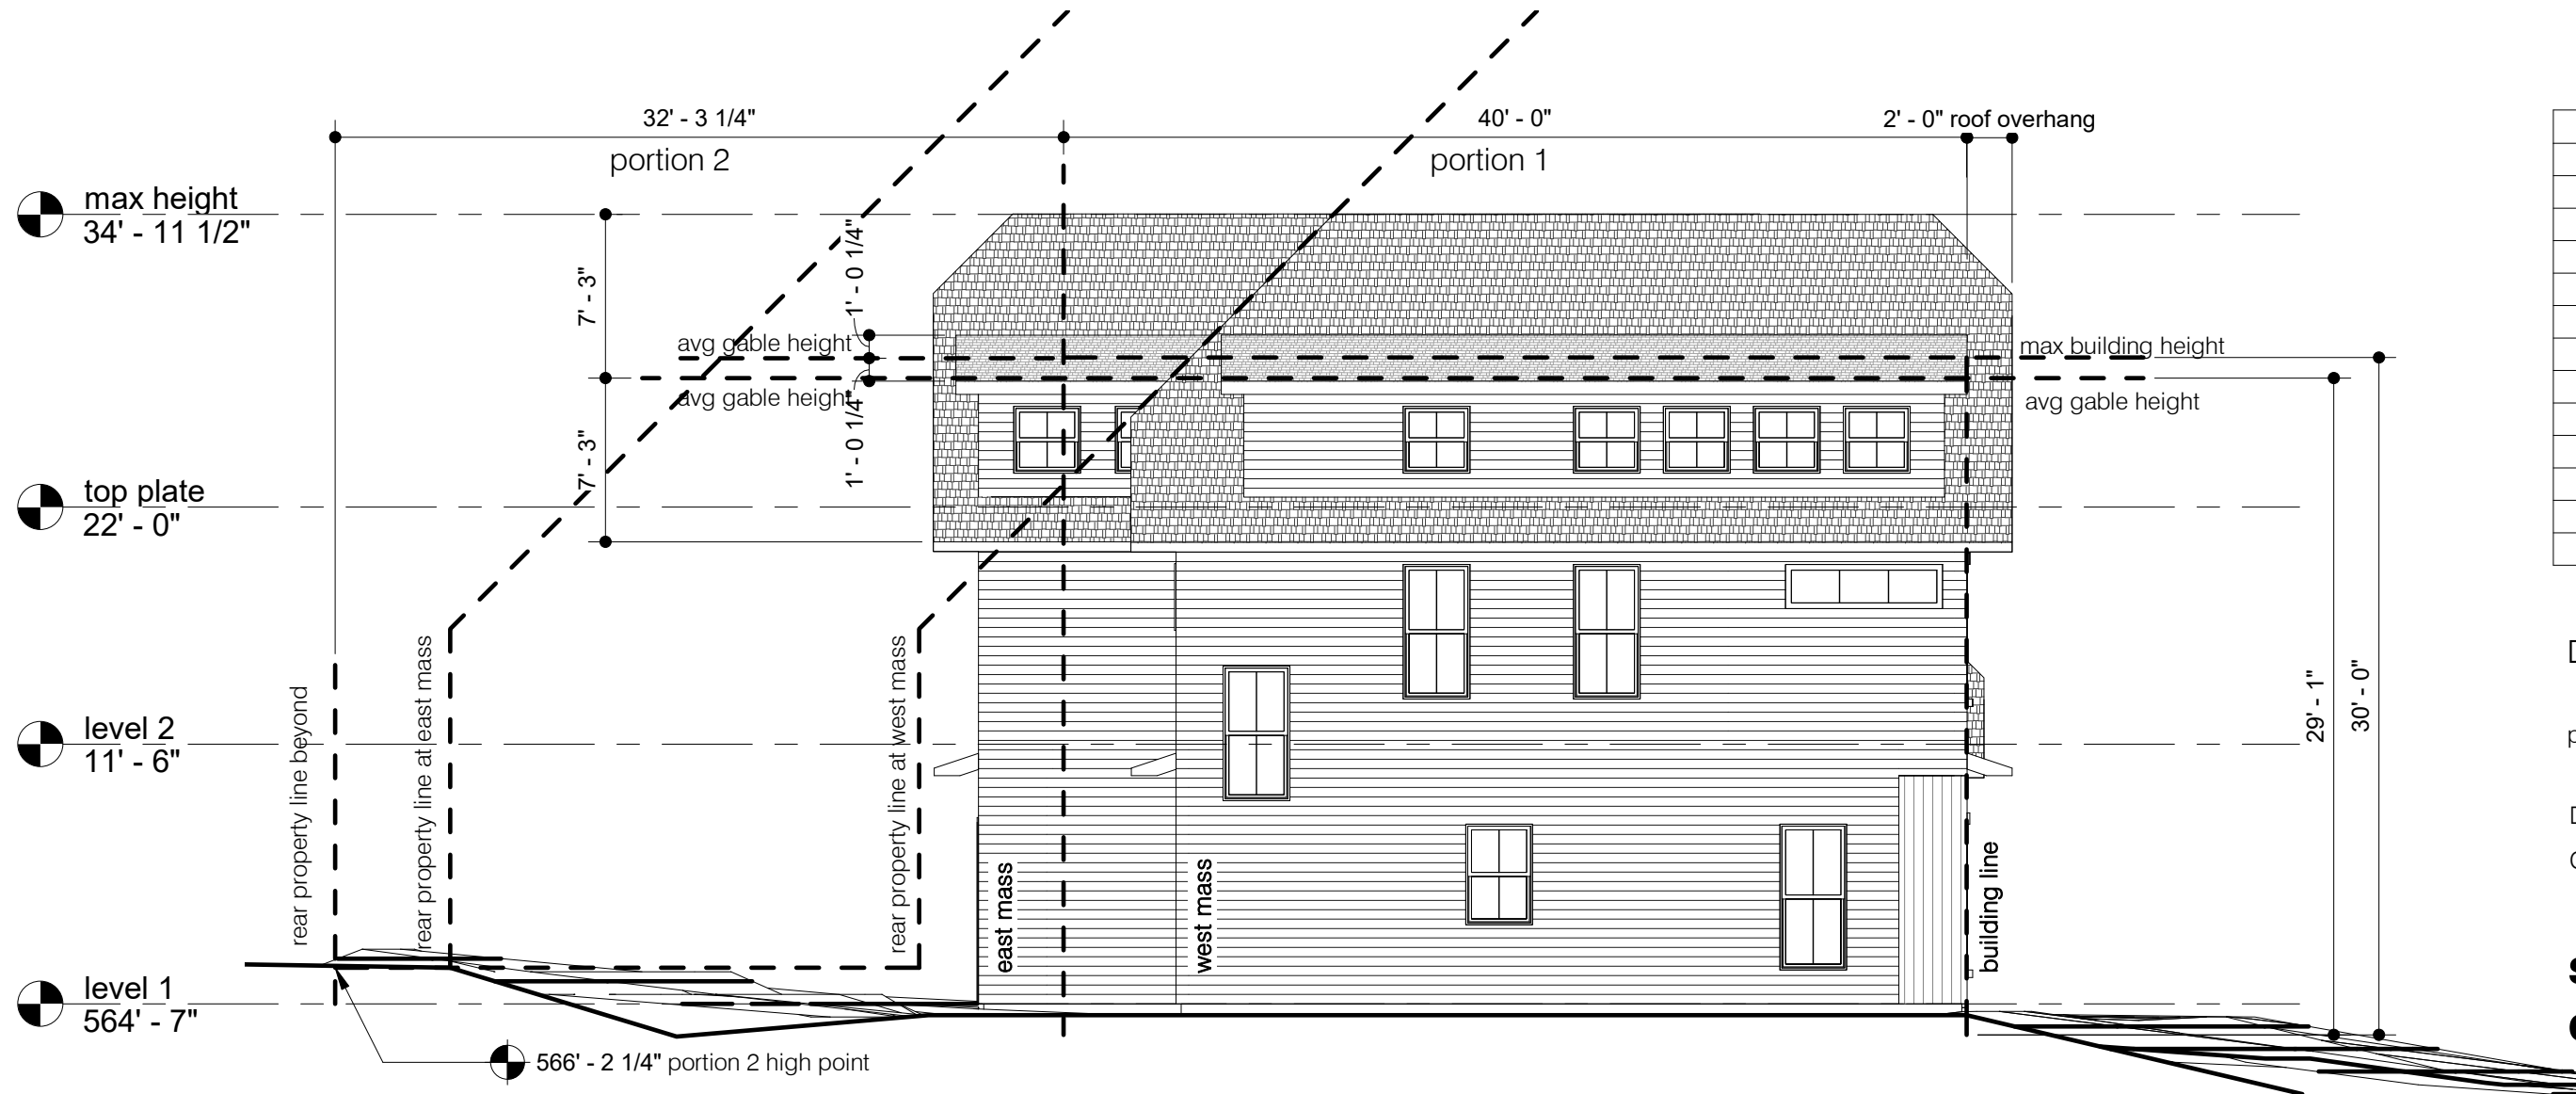 32' - 3 1/4"
40' - 0"
2' - 0" roof overhang
portion 2
portion 1
max height
34' - 11 1/2"
7' - 3"
1' - 0 1/4"
avg gable height
max building height
avg gable height
avg gable height
7' - 3"
1' - 0 1/4"
top plate
22' - 0"
rear property line beyond
rear property line at east mass
rear property line at west mass
level 2
11' - 6"
29' - 1"
30' - 0"
east mass
west mass
building line
level 1
564' - 7"
566' - 2 1/4" portion 2 high point